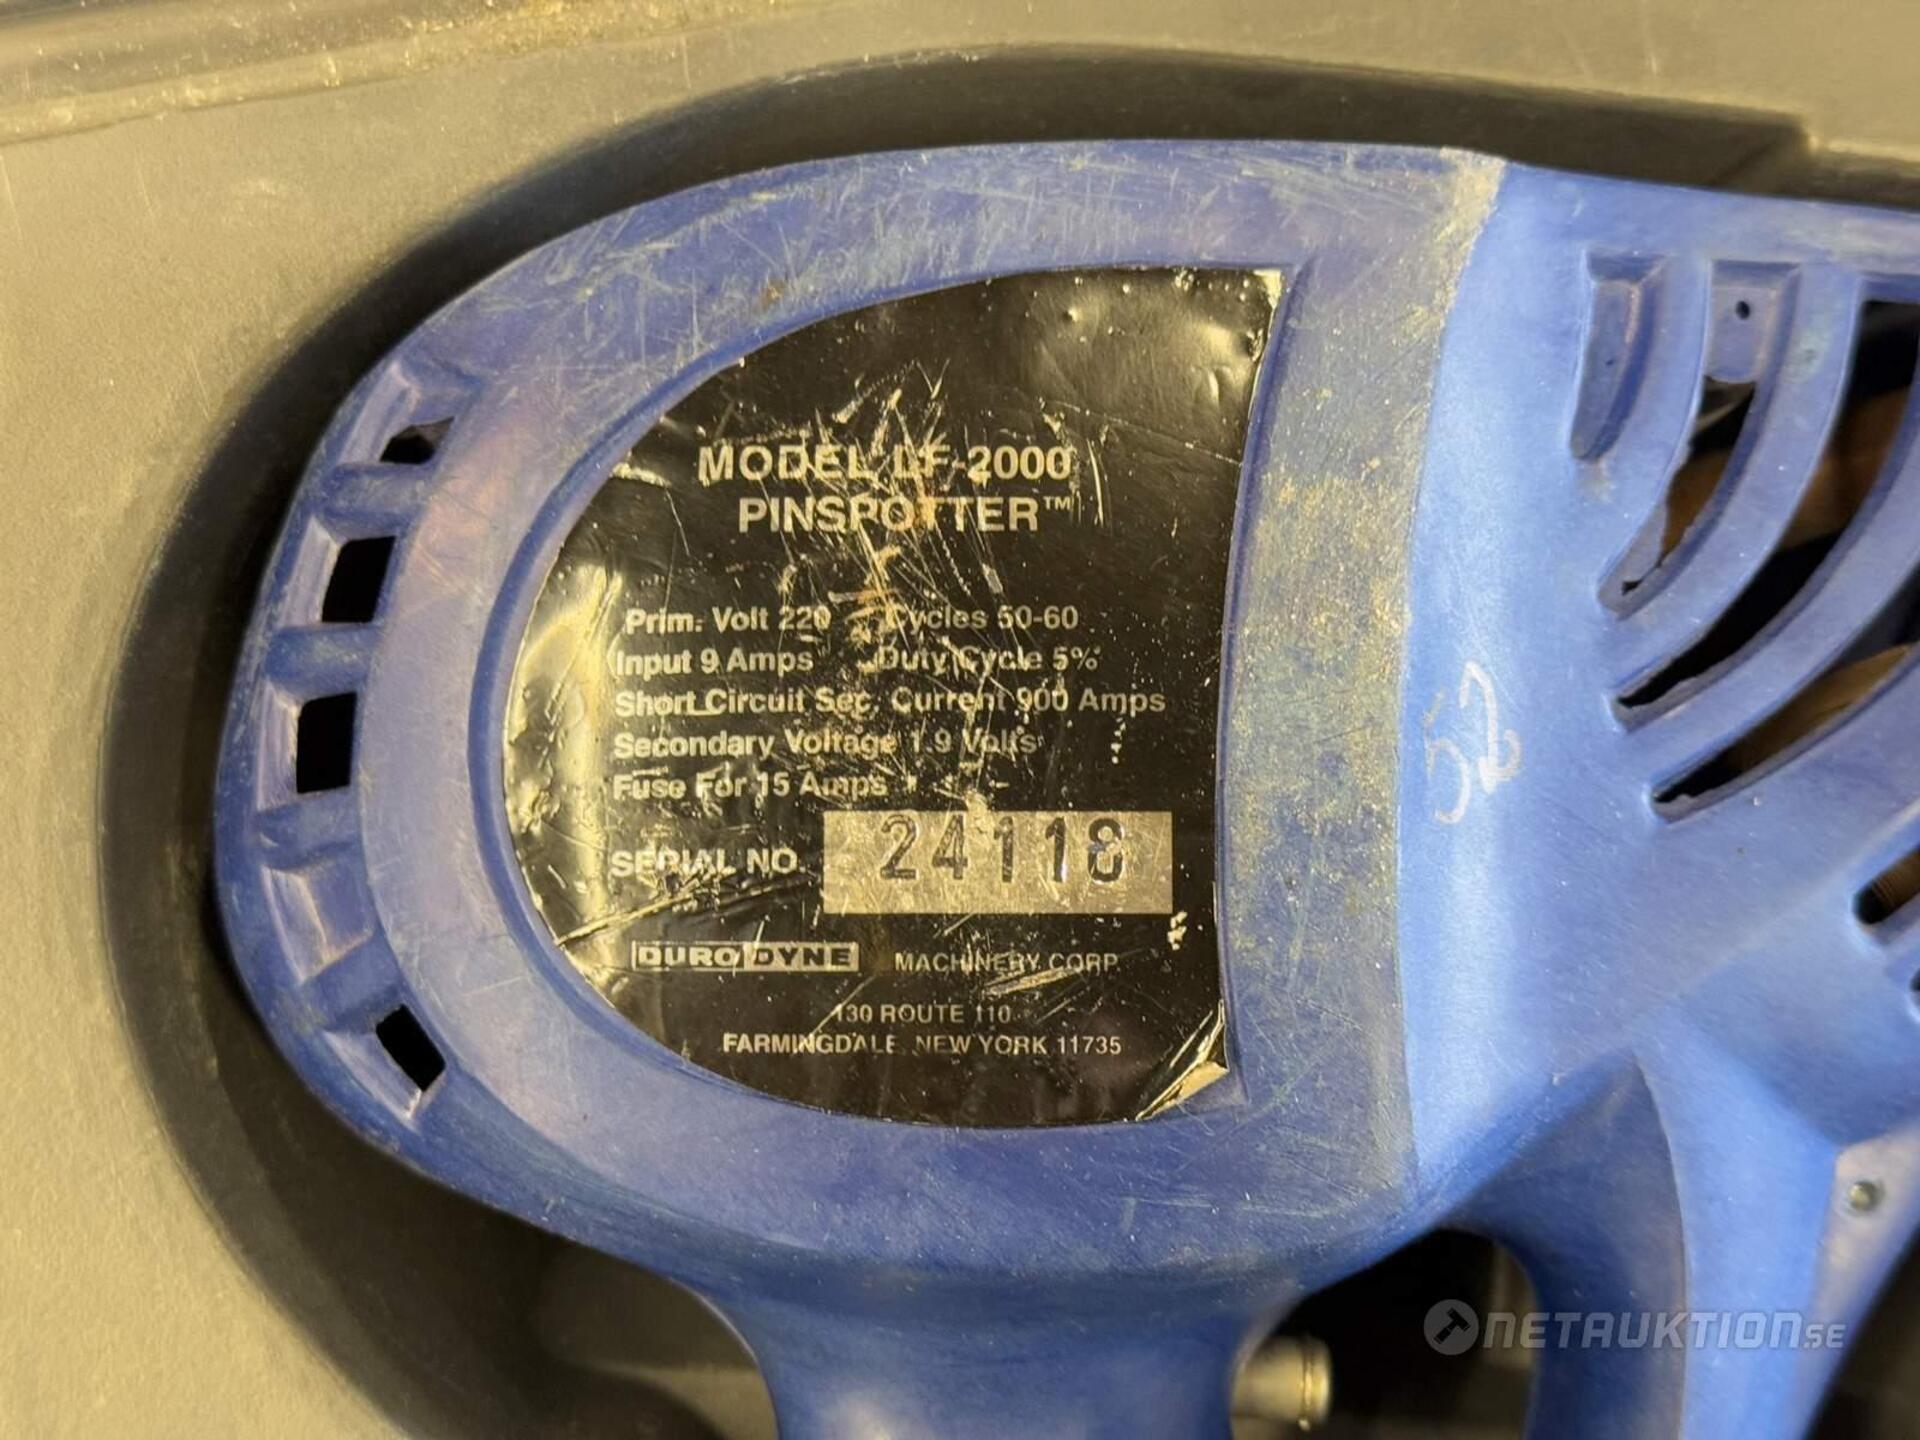 MODEL LF-2000
PINSPOTTER™
Prim. Volt 220 Cycles 50-60
Input 9 Amps Duty Cycle 5%
Short Circuit Sec. Current 900 Amps
Secondary Voltage 1.9 Volts
Fuse For 15 Amps
SERIAL NO. 24118
DURO DYNE MACHINERY CORP.
130 ROUTE 110
FARMINGDALE, NEW YORK 11735
52
NETAUKTION.SE